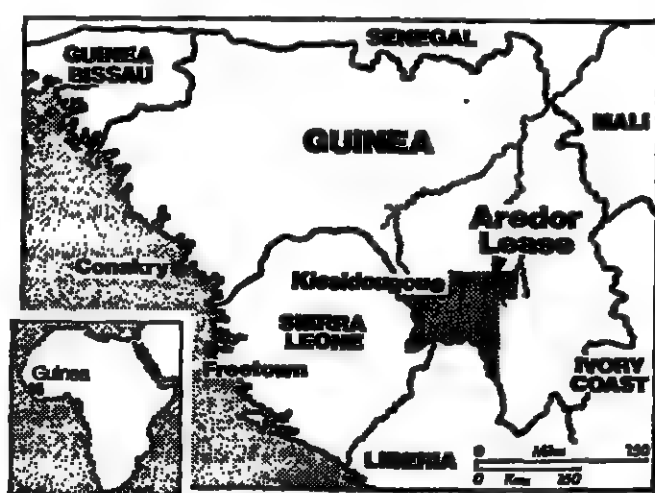 SENEGAL
GUINEA
BISSAU
GUINEA
MALI
Aredor
Lease
Conakry
Kissidougou
SIERRA
LEONE
Guinea
Freetown
IVORY
COAST
LIBERIA
0 Miles 250
0 Kms 250